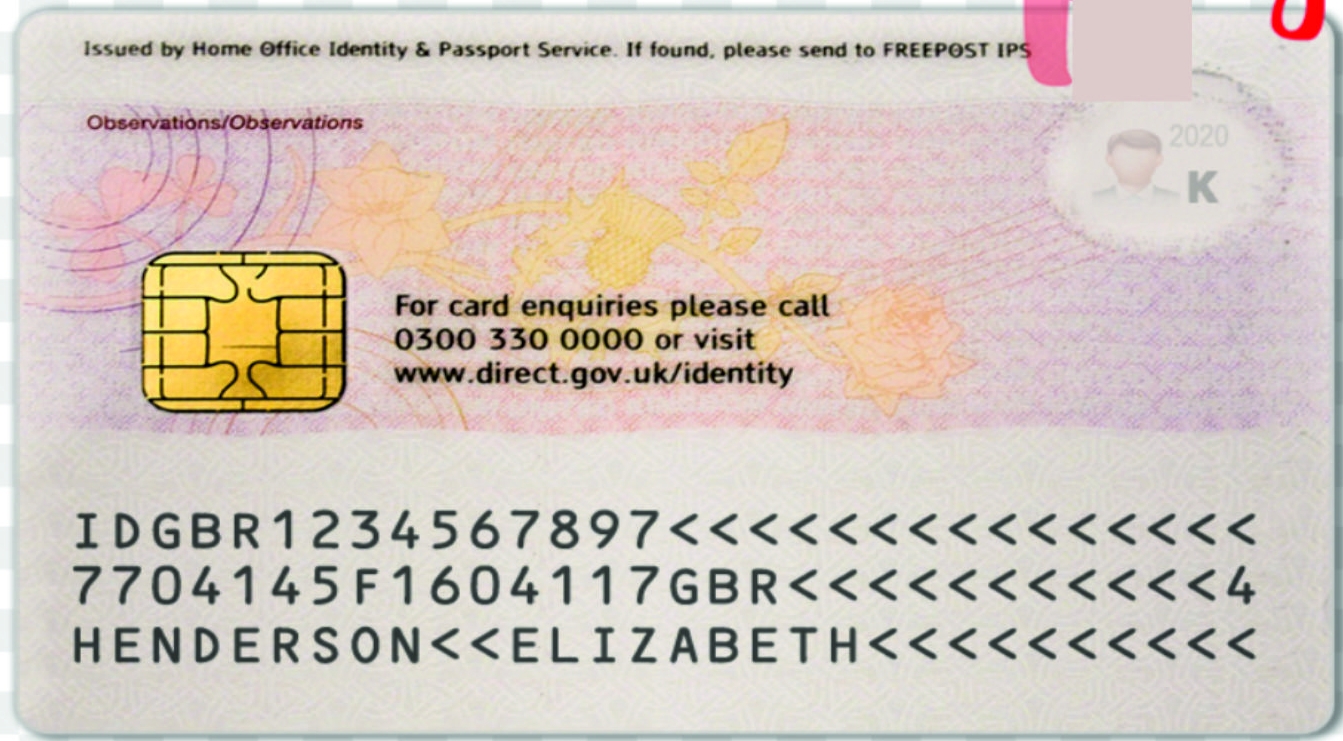 Issued by Home Office Identity & Passport Service. If found, please send to FREEPOST IPS
Observations/Observations
2020
K
For card enquiries please call
0300 330 0000 or visit
www.direct.gov.uk/identity
IDGBR1234567897<<<<<<<<<<<<<<<
7704145F1604117GBR<<<<<<<<<<<4
HENDERSON<<ELIZABETH<<<<<<<<<<